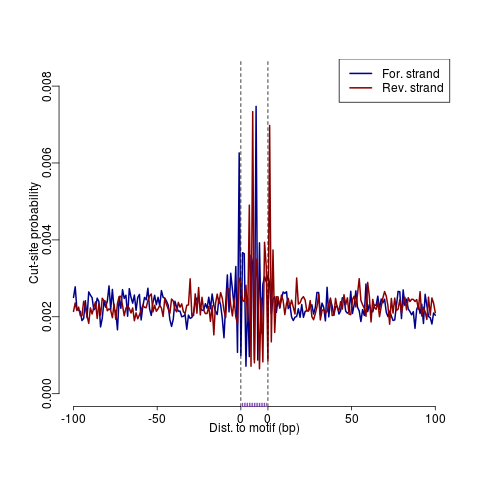 For. strand
Rev. strand
Cut-site probability
0.008
0.006
0.004
0.002
0.000
-100 -50 0 0 50 100
Dist. to motif (bp)